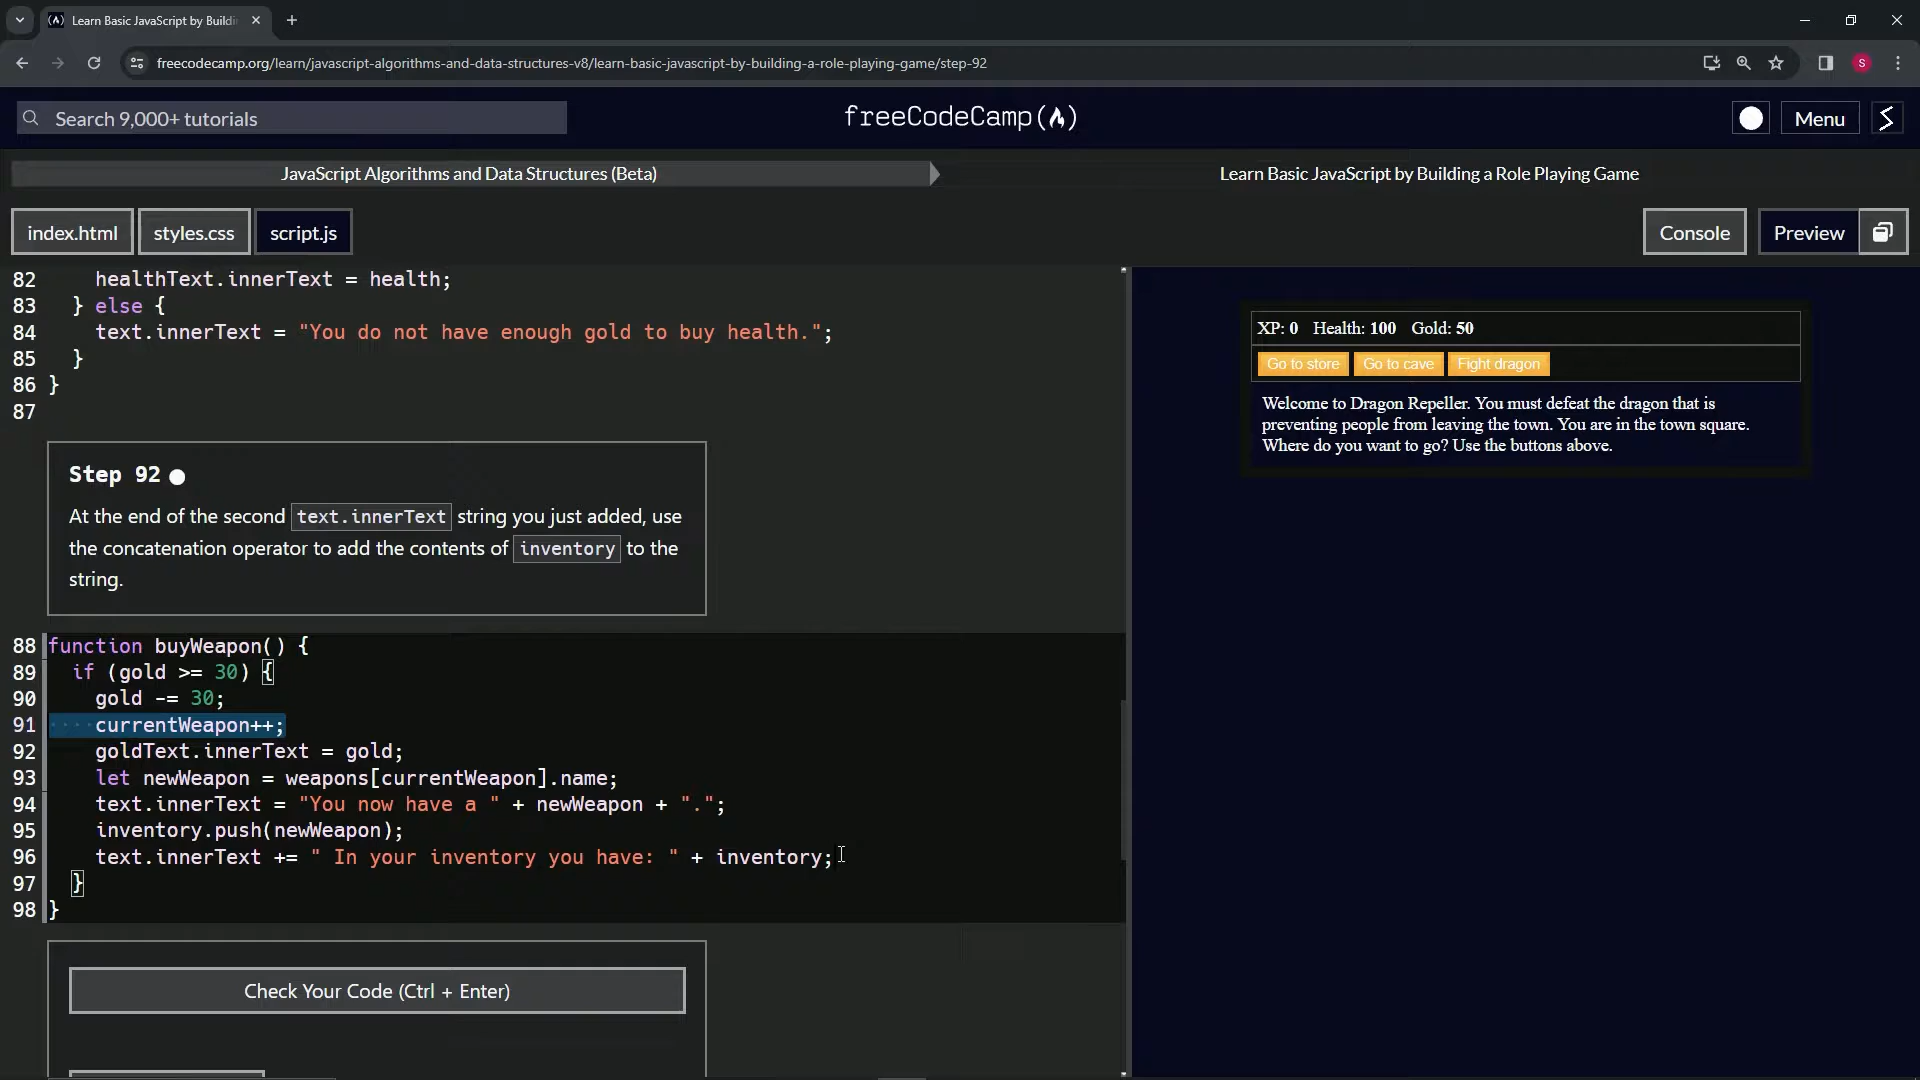 Learn Basic JavaScript by Buildi
freecodecamp.org/learn/javascript-algorithms-and-data-structures-v8/learn-basic-javascript-by-building-a-role-playing-game/step-92
S
Search 9,000+ tutorials
freeCodeCamp
Menu
JavaScript Algorithms and Data Structures (Beta)
Learn Basic JavaScript by Building a Role Playing Game
index.html
styles.css
script.js
Console
Preview
82 healthText.innerText = health;
83 } else {
84 text.innerText = "You do not have enough gold to buy health.";
85 }
86 }
87
Step 92
At the end of the second text.innerText string you just added, use
the concatenation operator to add the contents of inventory to the
string.
88 function buyWeapon() {
89 if (gold >= 30) {
90 gold -= 30;
91 currentWeapon++;
92 goldText.innerText = gold;
93 let newWeapon = weapons[currentWeapon].name;
94 text.innerText = "You now have a " + newWeapon + ".";
95 inventory.push(newWeapon);
96 text.innerText += " In your inventory you have: " + inventory;
97 }
98 }
Check Your Code (Ctrl + Enter)
XP: 0 Health: 100 Gold: 50
Go to store
Go to cave
Fight dragon
Welcome to Dragon Repeller. You must defeat the dragon that is
preventing people from leaving the town. You are in the town square.
Where do you want to go? Use the buttons above.